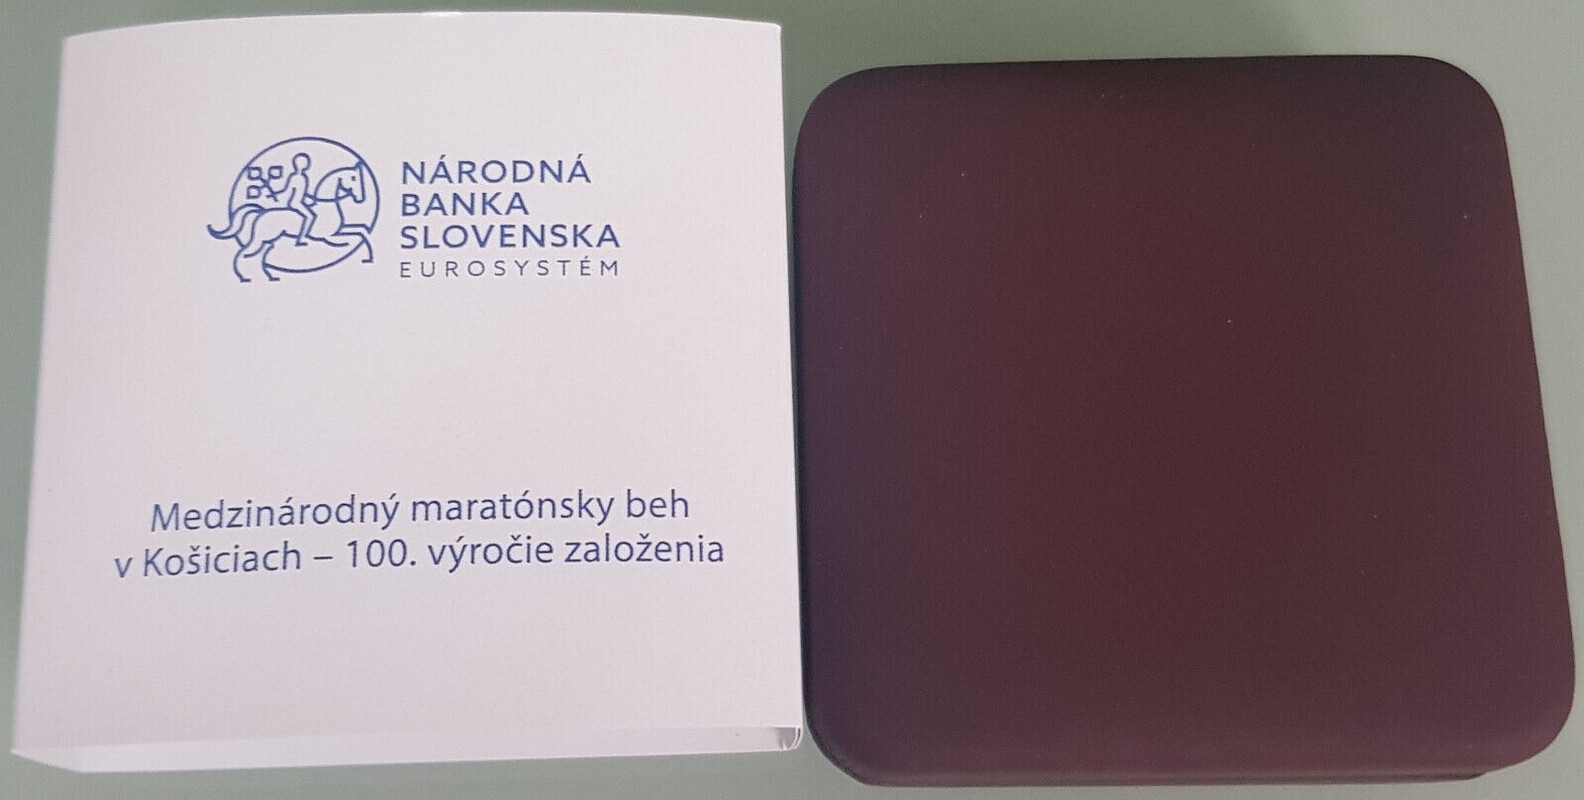 NÁRODNÁ
BANKA
SLOVENSKA
EUROSYSTÉM
Medzinárodný maratónsky beh
v Košiciach – 100. výročie založenia